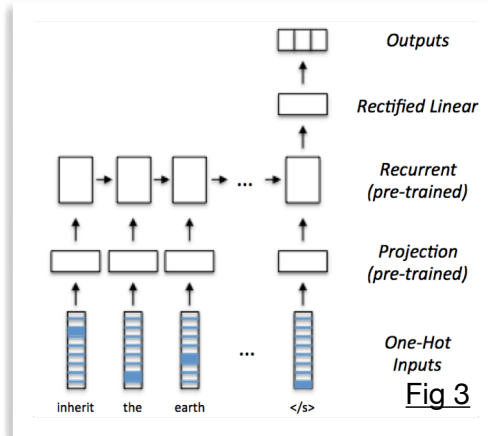 Outputs
Rectified Linear
Recurrent
(pre-trained)
...
Projection
(pre-trained)
...
One-Hot
Inputs
Fig 3
inherit the earth </s>